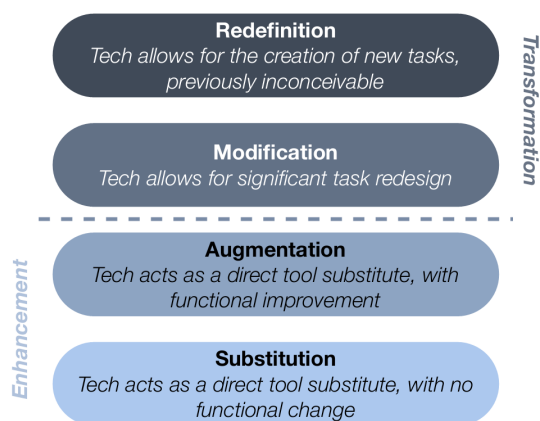 Redefinition
Tech allows for the creation of new tasks,
previously inconceivable
Transformation
Modification
Tech allows for significant task redesign
Augmentation
Tech acts as a direct tool substitute, with
functional improvement
Enhancement
Substitution
Tech acts as a direct tool substitute, with no
functional change